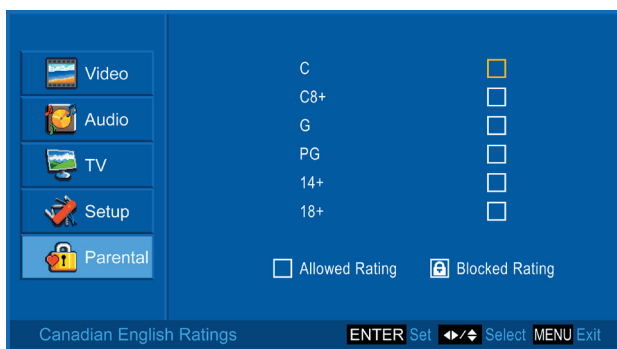 Video
Audio
TV
Setup
Parental
C
C8+
G
PG
14+
18+
Allowed Rating Blocked Rating
Canadian English Ratings ENTER Set / Select MENU Exit